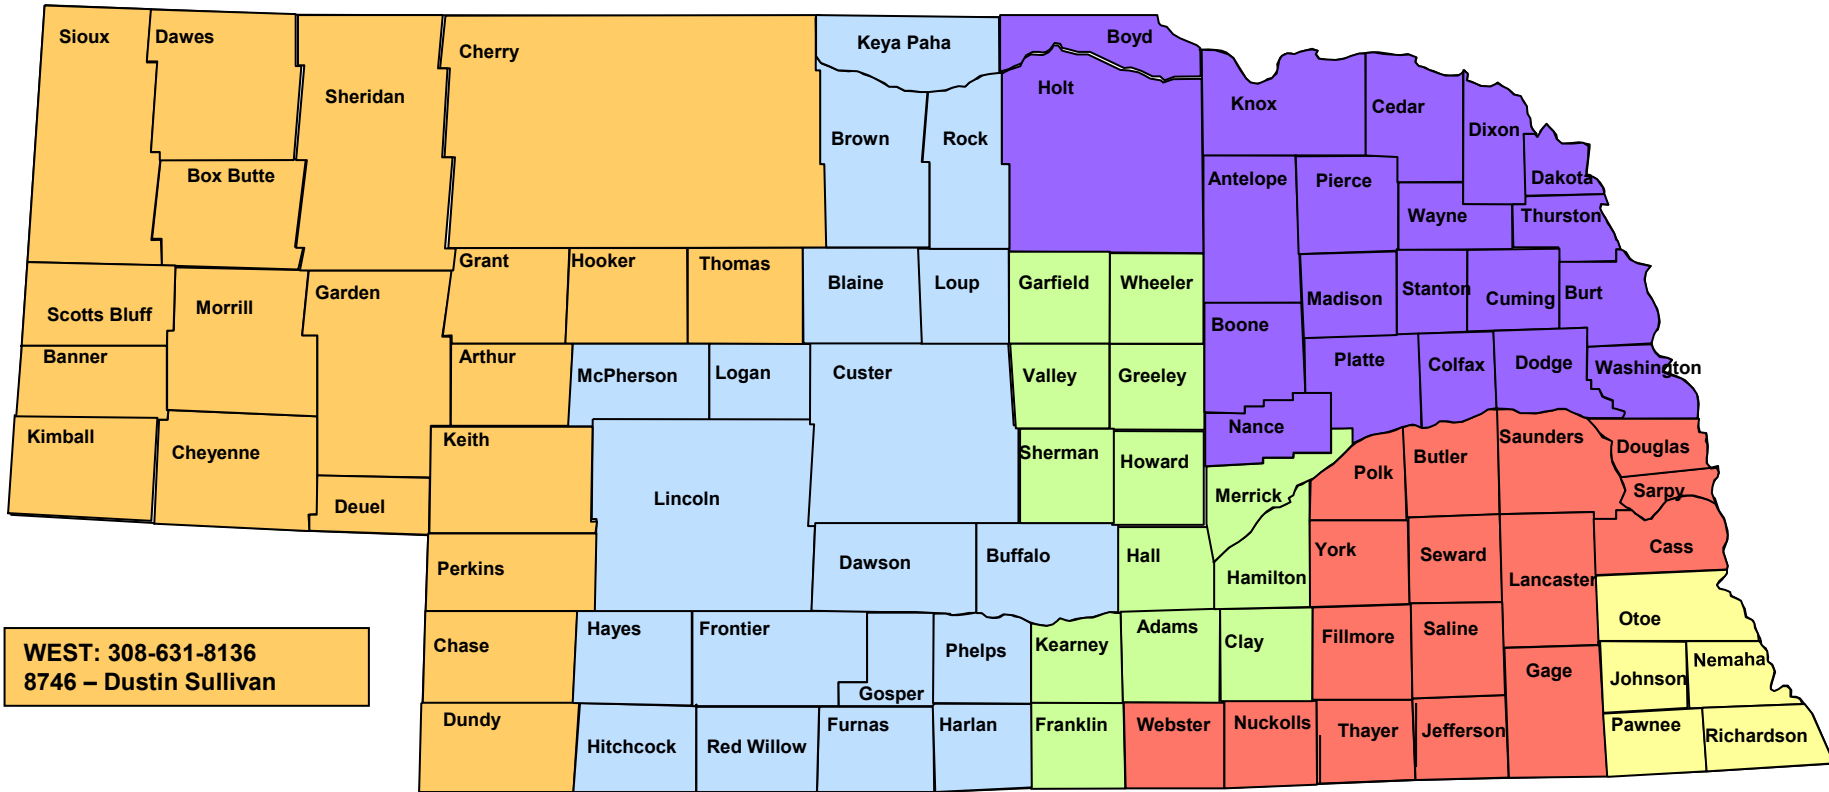 Sioux
Dawes
Cherry
Keya Paha
Boyd
Sheridan
Holt
Knox
Cedar
Dixon
Brown
Rock
Box Butte
Antelope
Pierce
Dakota
Wayne
Thurston
Grant
Hooker
Thomas
Blaine
Loup
Garfield
Wheeler
Scotts Bluff
Morrill
Garden
Madison
Stanton
Cuming
Burt
Boone
Banner
Arthur
McPherson
Logan
Custer
Valley
Greeley
Platte
Colfax
Dodge
Washington
Kimball
Cheyenne
Keith
Nance
Sherman
Howard
Saunders
Douglas
Deuel
Lincoln
Merrick
Polk
Butler
Sarpy
Perkins
Dawson
Buffalo
Hall
Hamilton
York
Seward
Lancaster
Cass
Otoe
Chase
Hayes
Frontier
Gosper
Phelps
Kearney
Adams
Clay
Fillmore
Saline
Gage
Johnson
Nemaha
WEST: 308-631-8136
8746 – Dustin Sullivan
Dundy
Hitchcock
Red Willow
Furnas
Harlan
Franklin
Webster
Nuckolls
Thayer
Jefferson
Pawnee
Richardson